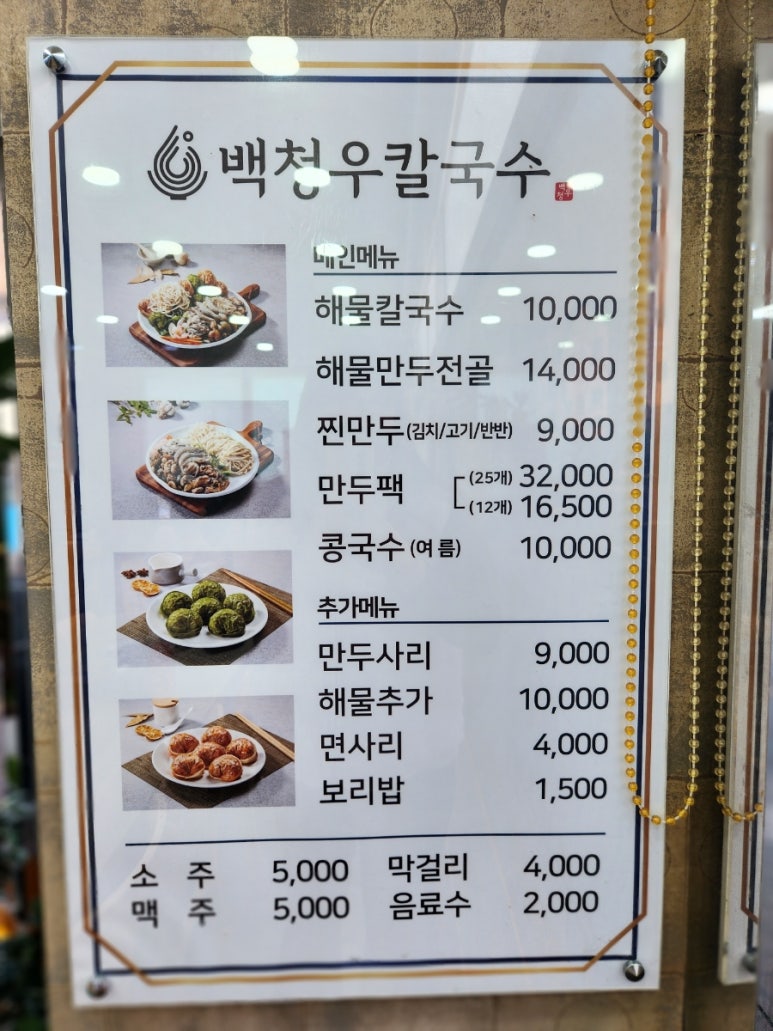 백청우칼국수
메인메뉴
해물칼국수 10,000
해물만두전골 14,000
찐만두(김치/고기/반반) 9,000
만두팩 (25개) 32,000
(12개) 16,500
콩국수 (여 름) 10,000
추가메뉴
만두사리 9,000
해물추가 10,000
면사리 4,000
보리밥 1,500
소 주 5,000 막걸리 4,000
맥 주 5,000 음료수 2,000